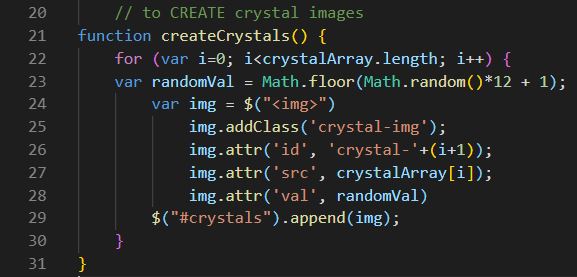 20 // to CREATE crystal images
21 function createCrystals() {
22 for (var i=0; i<crystalArray.length; i++) {
23 var randomVal = Math.floor(Math.random()*12 + 1);
24 var img = $("<img>")
25 img.addClass('crystal-img');
26 img.attr('id', 'crystal-'+(i+1));
27 img.attr('src', crystalArray[i]);
28 img.attr('val', randomVal)
29 $("#crystals").append(img);
30 }
31 }